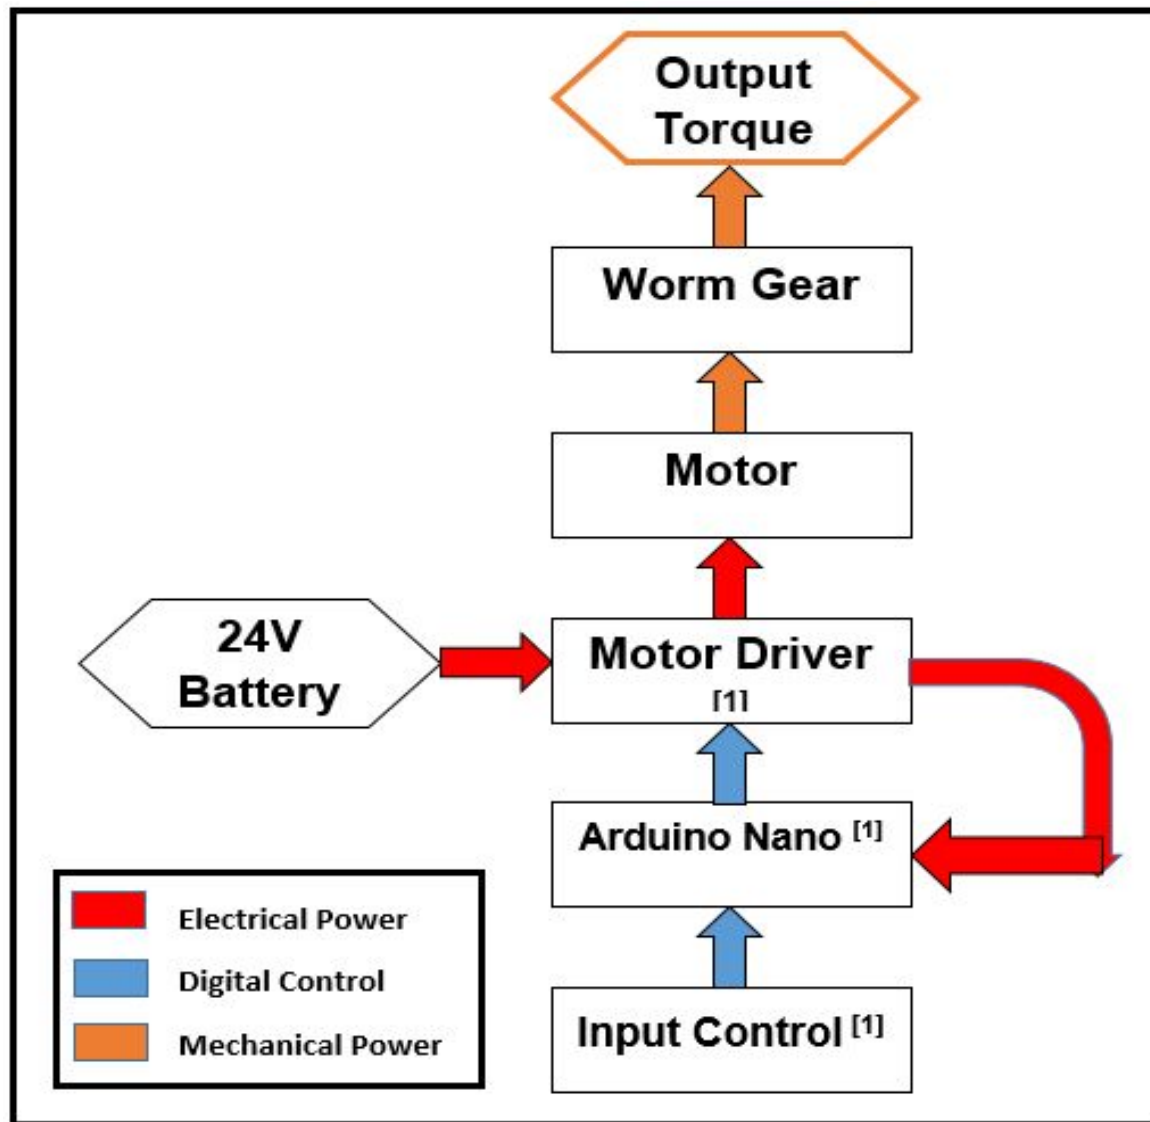 Output
Torque
Worm Gear
Motor
24V
Battery
Motor Driver
[1]
Arduino Nano [1]
Input Control [1]
Electrical Power
Digital Control
Mechanical Power